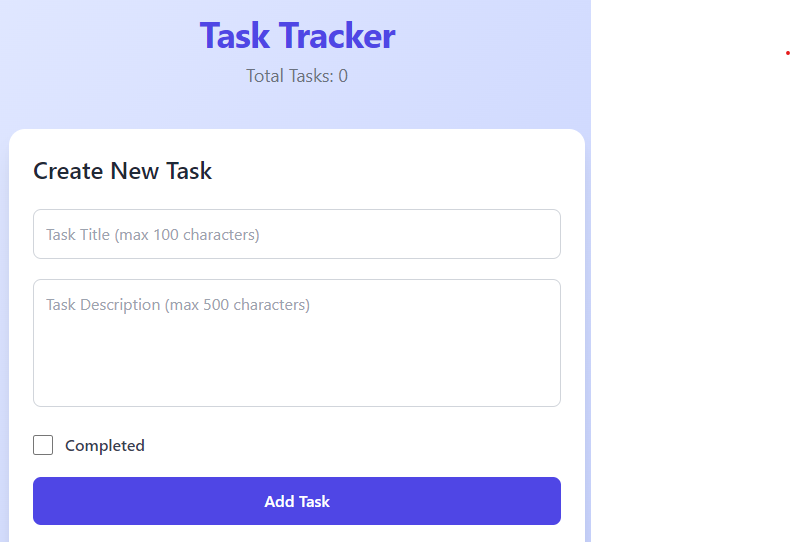 Task Tracker
Total Tasks: 0
Create New Task
Task Title (max 100 characters)
Task Description (max 500 characters)
Completed
Add Task